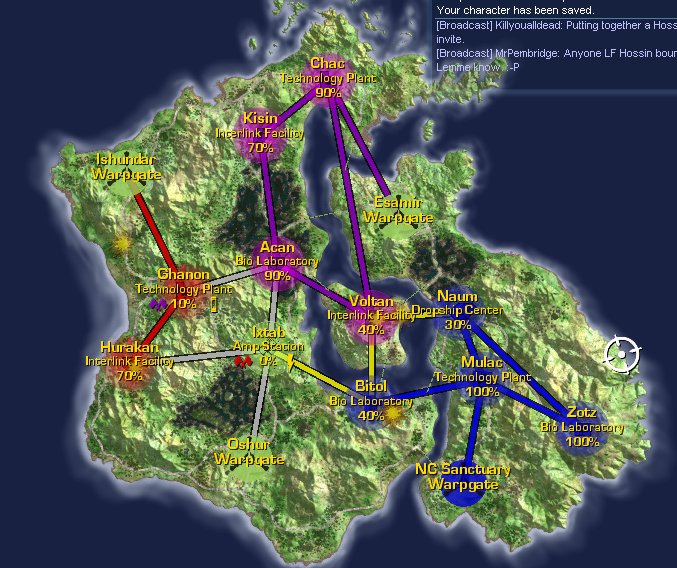 Your character has been saved.
[Broadcast] Killyoualldead: Putting together a Hoss
invite.
[Broadcast] MrPembridge: Anyone LF Hossin boun
Lemme know :-P
Chac
Technology Plant
90%
Kisin
Interlink Facility
70%
Ishundar
Warpgate
Esamir
Warpgate
Acan
Bio Laboratory
90%
Ghanon
Technology Plant
10%
Voltan
Interlink Facility
40%
Naum
Dropship Center
30%
Ixtab
Amp Station
0%
Hurakan
Interlink Facility
70%
Mulac
Technology Plant
100%
Bitol
Bio Laboratory
40%
Zotz
Bio Laboratory
100%
Oshur
Warpgate
NC Sanctuary
Warpgate